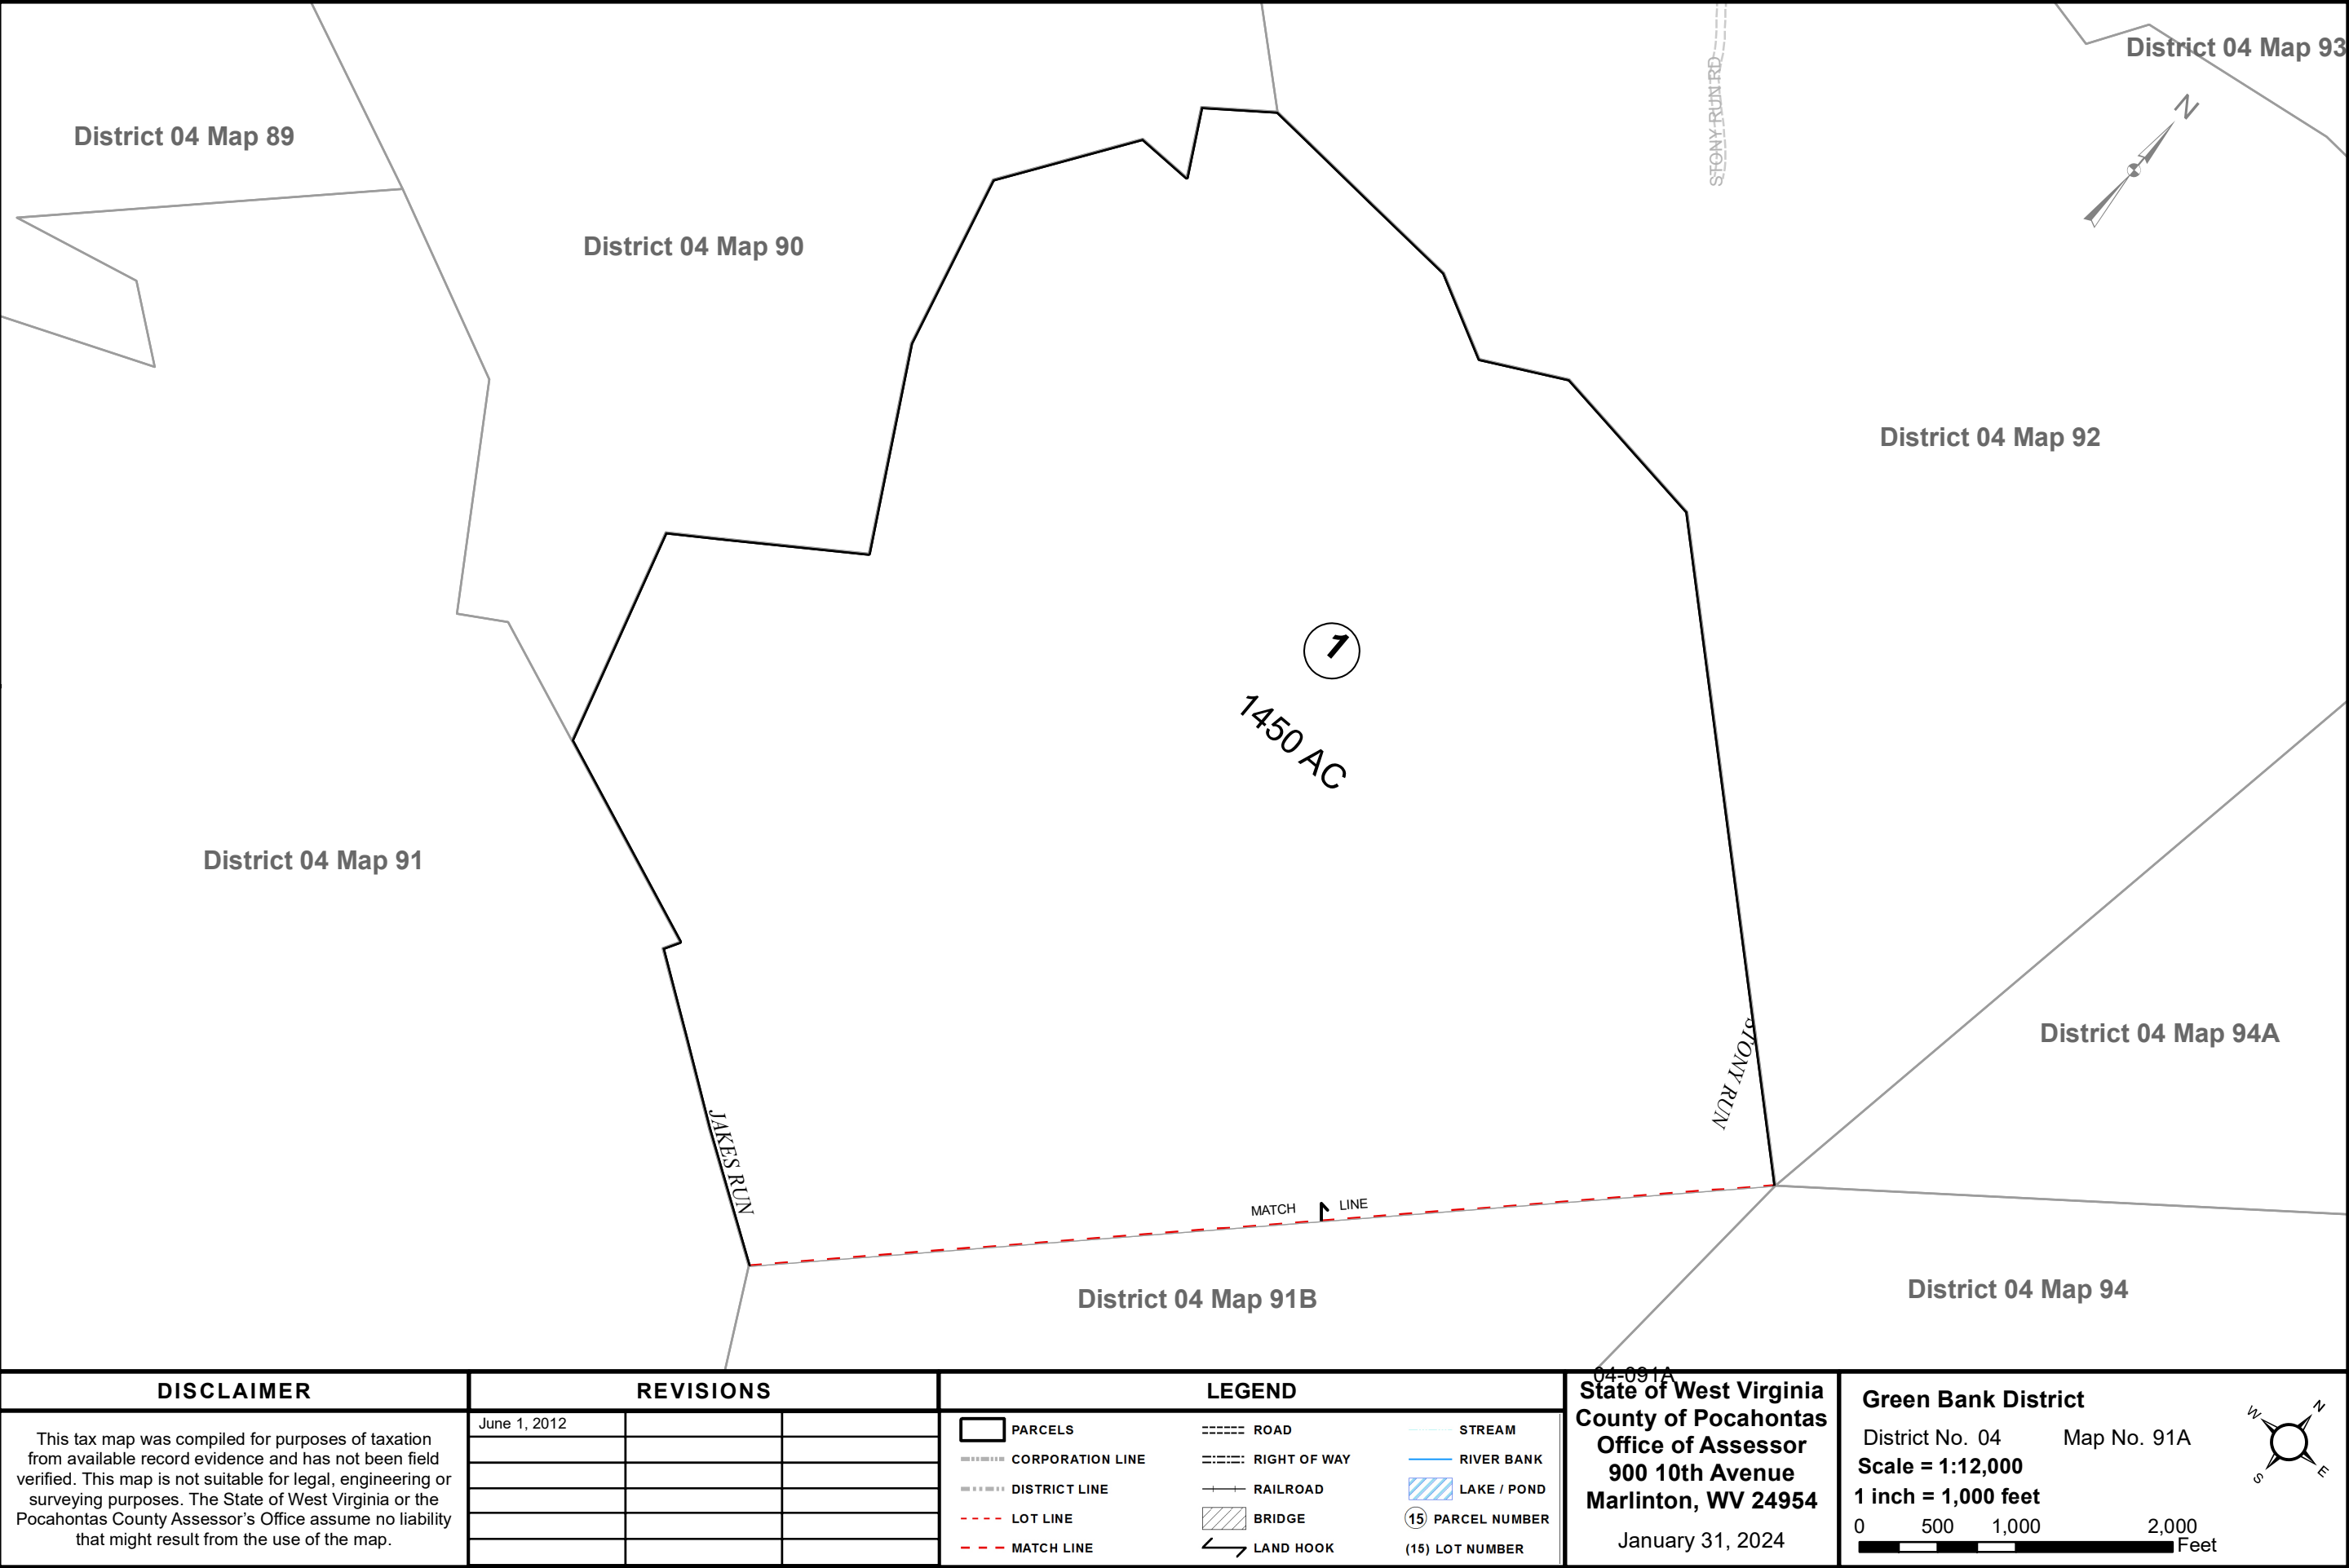 STONY RUN RD
District 04 Map 93
N
District 04 Map 89
District 04 Map 90
District 04 Map 92
1
1450 AC
District 04 Map 91
District 04 Map 94A
STONY RUN
JAKES RUN
MATCH LINE
District 04 Map 91B
District 04 Map 94
DISCLAIMER
This tax map was compiled for purposes of taxation
from available record evidence and has not been field
verified. This map is not suitable for legal, engineering or
surveying purposes. The State of West Virginia or the
Pocahontas County Assessor's Office assume no liability
that might result from the use of the map.
REVISIONS
June 1, 2012
LEGEND
PARCELS
CORPORATION LINE
DISTRICT LINE
LOT LINE
MATCH LINE
ROAD
RIGHT OF WAY
RAILROAD
BRIDGE
LAND HOOK
STREAM
RIVER BANK
LAKE / POND
15 PARCEL NUMBER
(15) LOT NUMBER
04-091A
State of West Virginia
County of Pocahontas
Office of Assessor
900 10th Avenue
Marlinton, WV 24954
January 31, 2024
Green Bank District
District No. 04 Map No. 91A
Scale = 1:12,000
1 inch = 1,000 feet
0 500 1,000 2,000
Feet
W N
S E